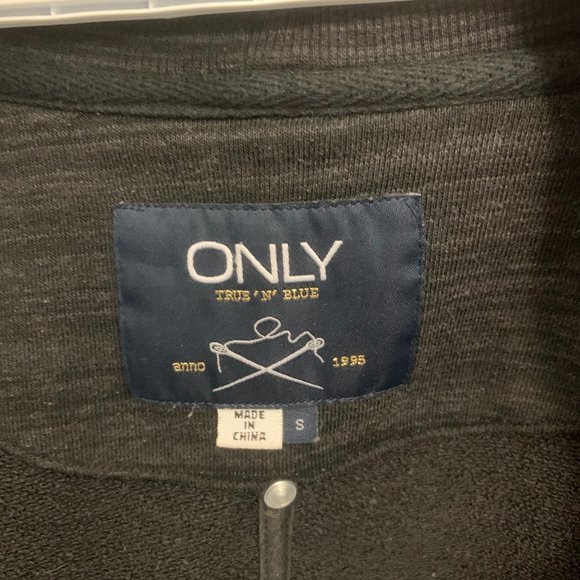 ONLY
TRUE 'N' BLUE
anno 1995
MADE
IN
CHINA
S